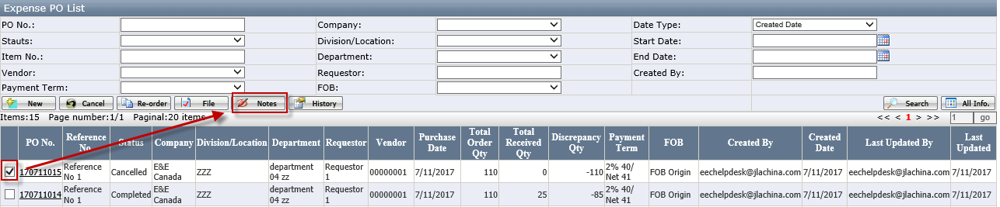 Expense PO List
PO No.: Company: Date Type: Created Date
Stauts: Division/Location: Start Date:
Item No.: Department: End Date:
Vendor: Requestor: Created By:
Payment Term: FOB:
New Cancel Re-order File Notes History Search All Info.
Items:15 Page number:1/1 Paginal:20 items << < 1 > >> 1 go
PO No. Reference No. Status Company Division/Location Department Requestor Vendor Purchase Date Total Order Qty Total Received Qty Discrepancy Qty Payment Term FOB Created By Created Date Last Updated By Last Updated
170711015 Reference No 1 Cancelled E&E Canada ZZZ department 04 zz Requestor 1 00000001 7/11/2017 110 0 -110 2% 40/ Net 41 FOB Origin eechelpdesk@jlachina.com 7/11/2017 eechelpdesk@jlachina.com 7/11/2017
170711014 Reference No 1 Completed E&E Canada ZZZ department 04 zz Requestor 1 00000001 7/11/2017 110 25 -85 2% 40/ Net 41 FOB Origin eechelpdesk@jlachina.com 7/11/2017 eechelpdesk@jlachina.com 7/11/2017